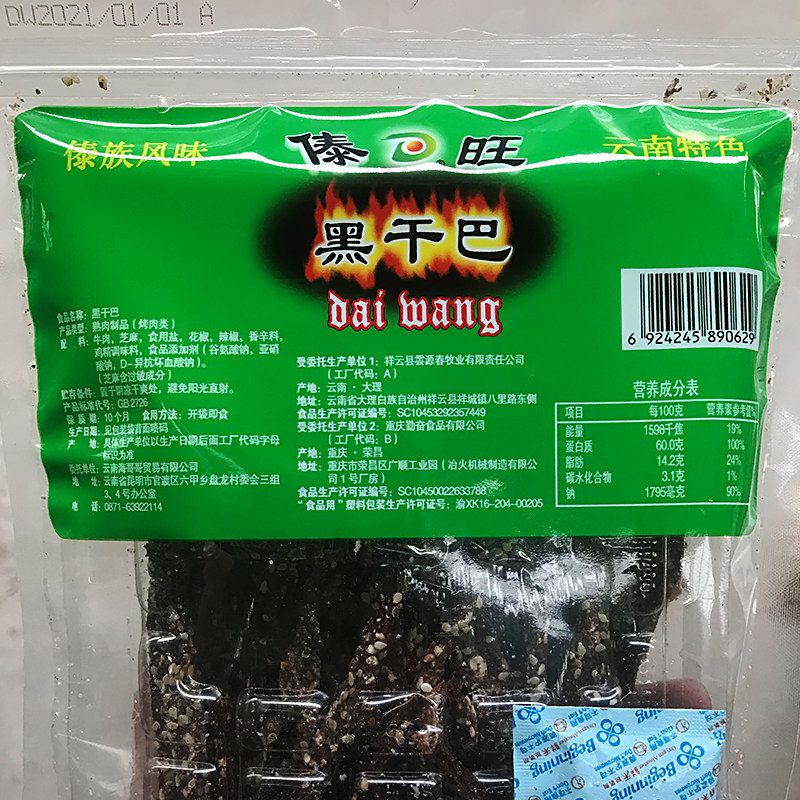 DW2021/01/01 A
傣族风味
傣D旺
云南特色
黑干巴
dai wang
6 924245 890629
食品名称：黑干巴
产品类型：熟肉制品（烤肉类）
配 料：牛肉，芝麻，食用盐，花椒，辣椒，香辛料，
鸡精调味料，食品添加剂（谷氨酸钠，亚硝
酸钠，D-异抗坏血酸钠）。
（芝麻含过敏成分）
贮存条件：置于阴凉干爽处，避免阳光直射。
产品标准代号：GB 2726
保 质 期：10个月 食用方法：开袋即食
生产日期：见包装袋背面喷码
产 地：具体生产单位以生产日期后面工厂代码字母
标识为准
委托单位：云南海哥哥贸易有限公司
地 址：云南省昆明市官渡区六甲乡盘龙村委会三组
3、4号办公室
电 话：0871-63922114
受委托生产单位1：祥云县雲源春牧业有限责任公司
（工厂代码：A）
产地：云南·大理
地址：云南省大理白族自治州祥云县祥城镇八里路东侧
食品生产许可证编号：SC10453292357449
受委托生产单位2：重庆勤奋食品有限公司
（工厂代码：B）
产地：重庆·荣昌
地址：重庆市荣昌区广顺工业园（冶火机械制造有限公
司1号厂房）
食品生产许可证编号：SC10450022633788
“食品用”塑料包装生产许可证号：渝XK16-204-00205
营养成分表
项目 每100克 营养素参考值%
能量 1598千焦 19%
蛋白质 60.0克 100%
脂肪 14.2克 24%
碳水化合物 3.1克 1%
钠 1795毫克 90%
Beginning
Beginning